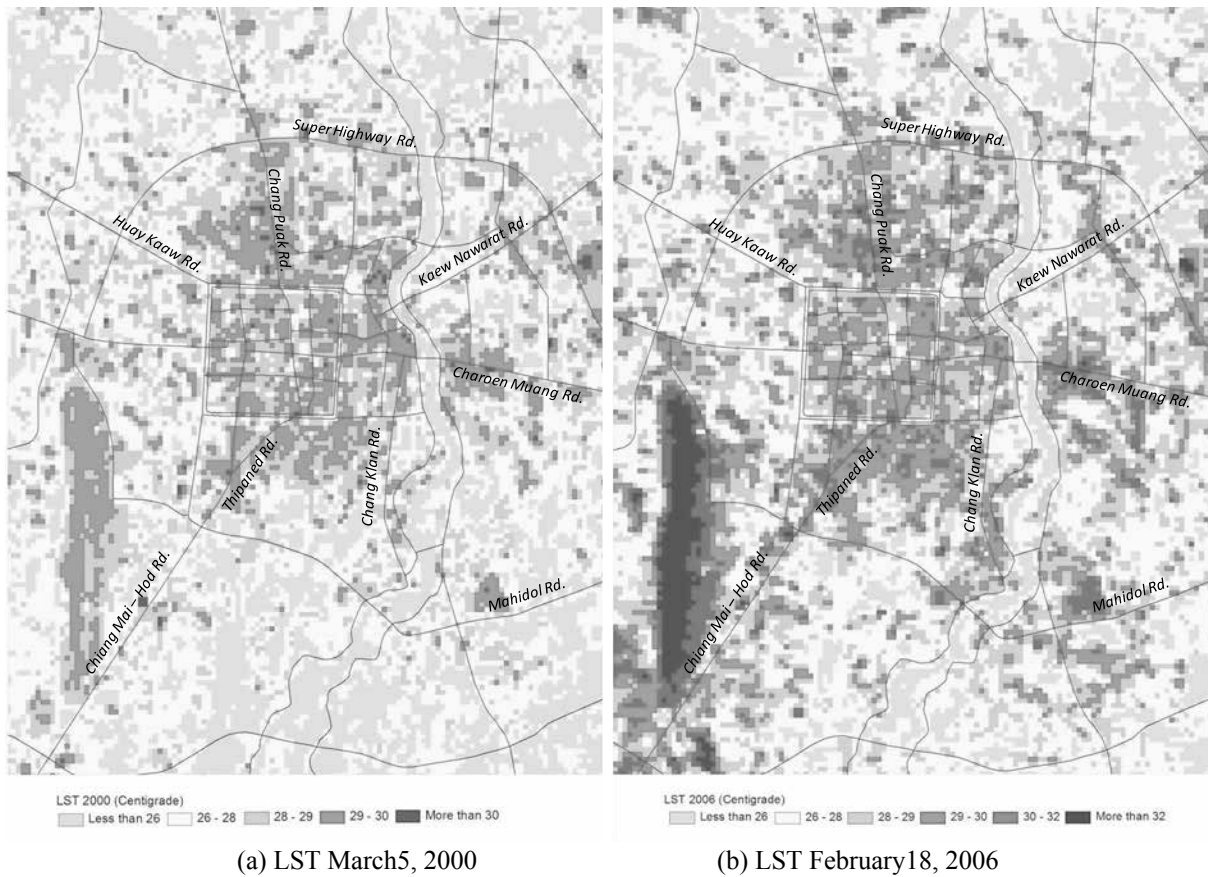 Super Highway Rd.
Chang Puak Rd.
Huay Kaaw Rd.
Kaew Nawarat Rd.
Charoen Muang Rd.
Thipaned Rd.
Chang Klan Rd.
Mahidol Rd.
Chiang Mai – Hod Rd.
LST 2000 (Centigrade)
Less than 26 26 - 28 28 - 29 29 - 30 More than 30
(a) LST March5, 2000
Super Highway Rd.
Chang Puak Rd.
Huay Kaaw Rd.
Kaew Nawarat Rd.
Charoen Muang Rd.
Thipaned Rd.
Chang Klan Rd.
Mahidol Rd.
Chiang Mai – Hod Rd.
LST 2006 (Centigrade)
Less than 26 26 - 28 28 - 29 29 - 30 30 - 32 More than 32
(b) LST February18, 2006